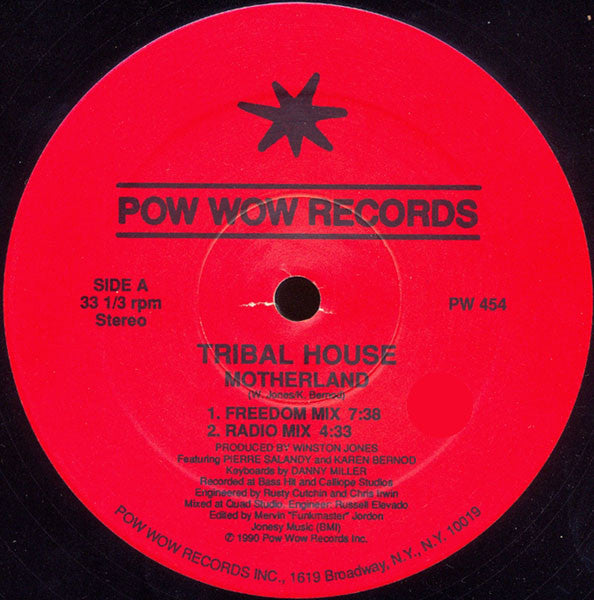 POW WOW RECORDS
SIDE A
33 1/3 rpm
Stereo
PW 454
TRIBAL HOUSE
MOTHERLAND
(W. Jones/K. Bernod)
1. FREEDOM MIX 7:38
2. RADIO MIX 4:33
PRODUCED BY WINSTON JONES
Featuring PIERRE SALANDY and KAREN BERNOD
Keyboards by DANNY MILLER
Recorded at Bass Hit and Calliope Studios
Engineered by Rusty Cutchin and Chris Irwin
Mixed at Quad Studio. Engineer: Russell Elevado
Edited by Mervin "Funkmaster" Jordon
Jonesy Music (BMI)
℗ 1990 Pow Wow Records Inc.
POW WOW RECORDS INC., 1619 Broadway, N.Y., N.Y. 10019